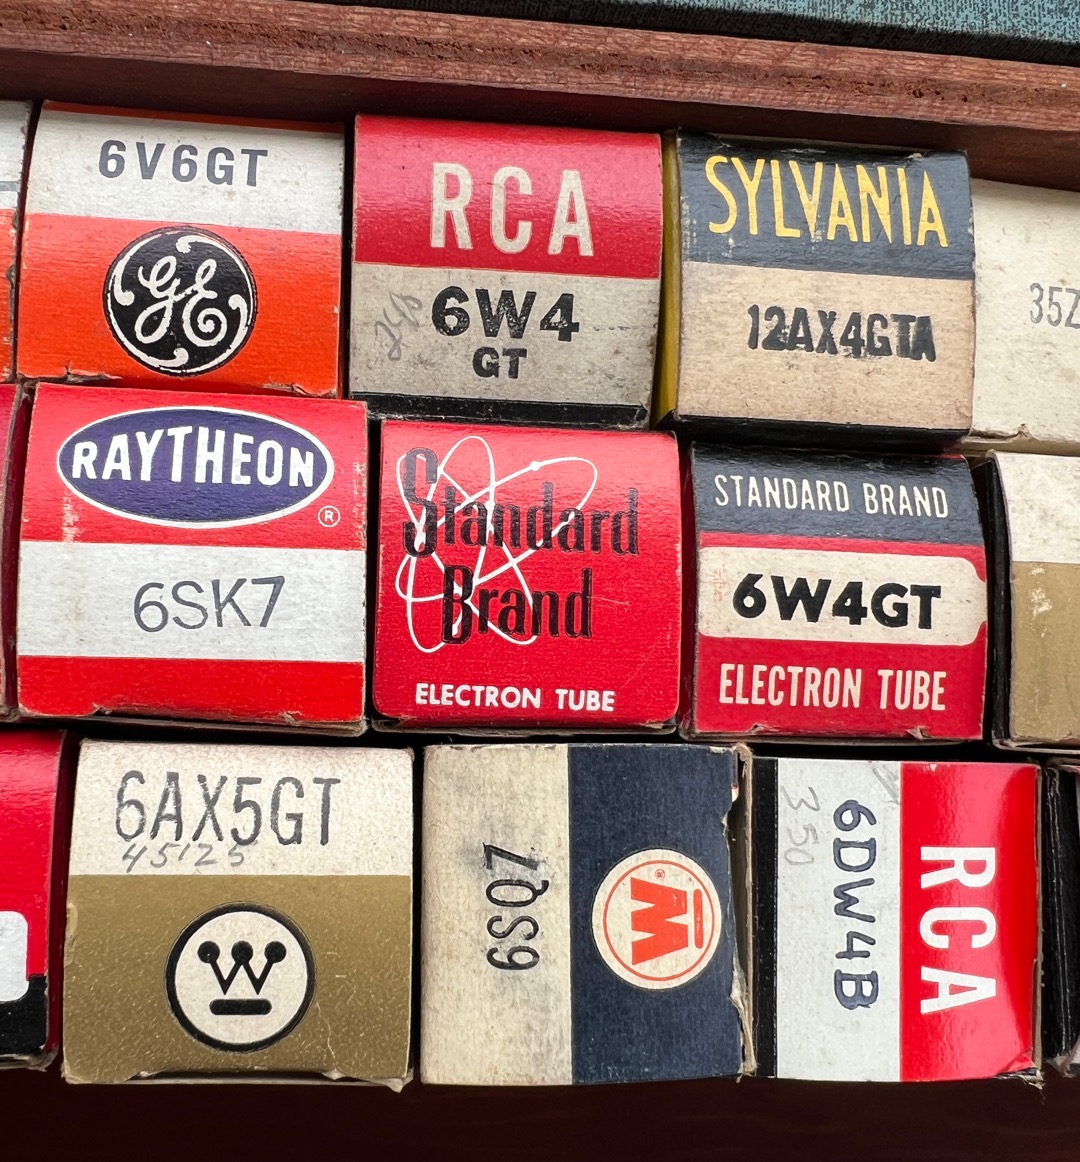 6V6GT
GE
RCA
6W4
GT
SYLVANIA
12AX4GTA
35Z
RAYTHEON
®
6SK7
Standard
Brand
ELECTRON TUBE
STANDARD BRAND
6W4GT
ELECTRON TUBE
6AX5GT
45125
W
6SQ7
W
®
350
6DW4B
RCA